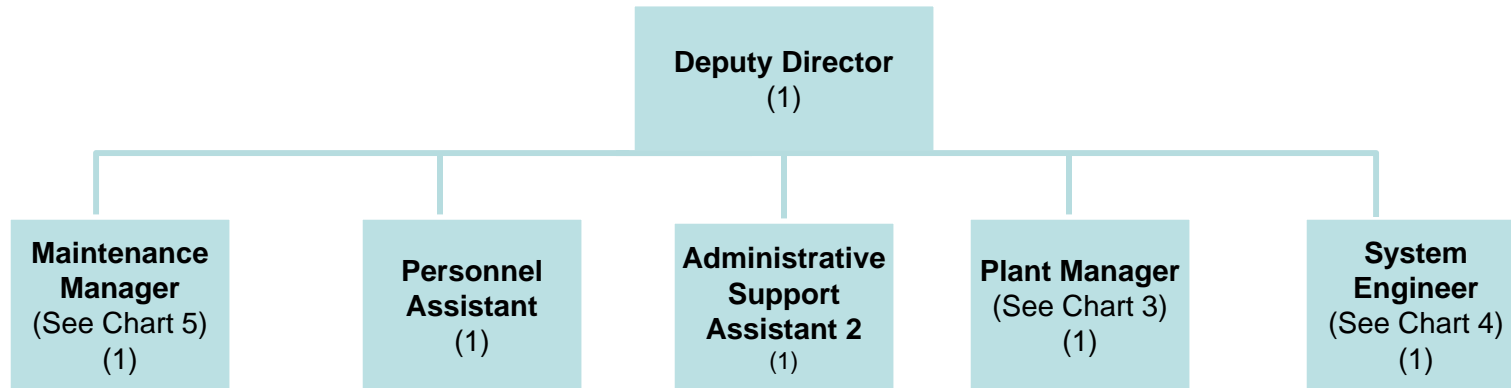 Deputy Director
(1)
Maintenance
Manager
(See Chart 5)
(1)
Personnel
Assistant
(1)
Administrative
Support
Assistant 2
(1)
Plant Manager
(See Chart 3)
(1)
System
Engineer
(See Chart 4)
(1)